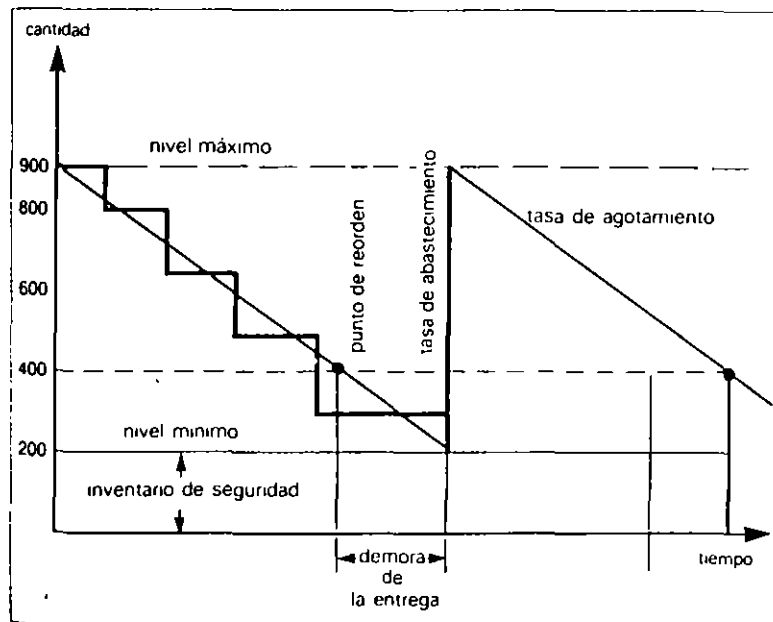 cantidad
nivel máximo
900
800
600
400
200
punto de reorden
tasa de abastecimiento
tasa de agotamiento
nivel minimo
inventario de seguridad
demora
de
la entrega
tiempo